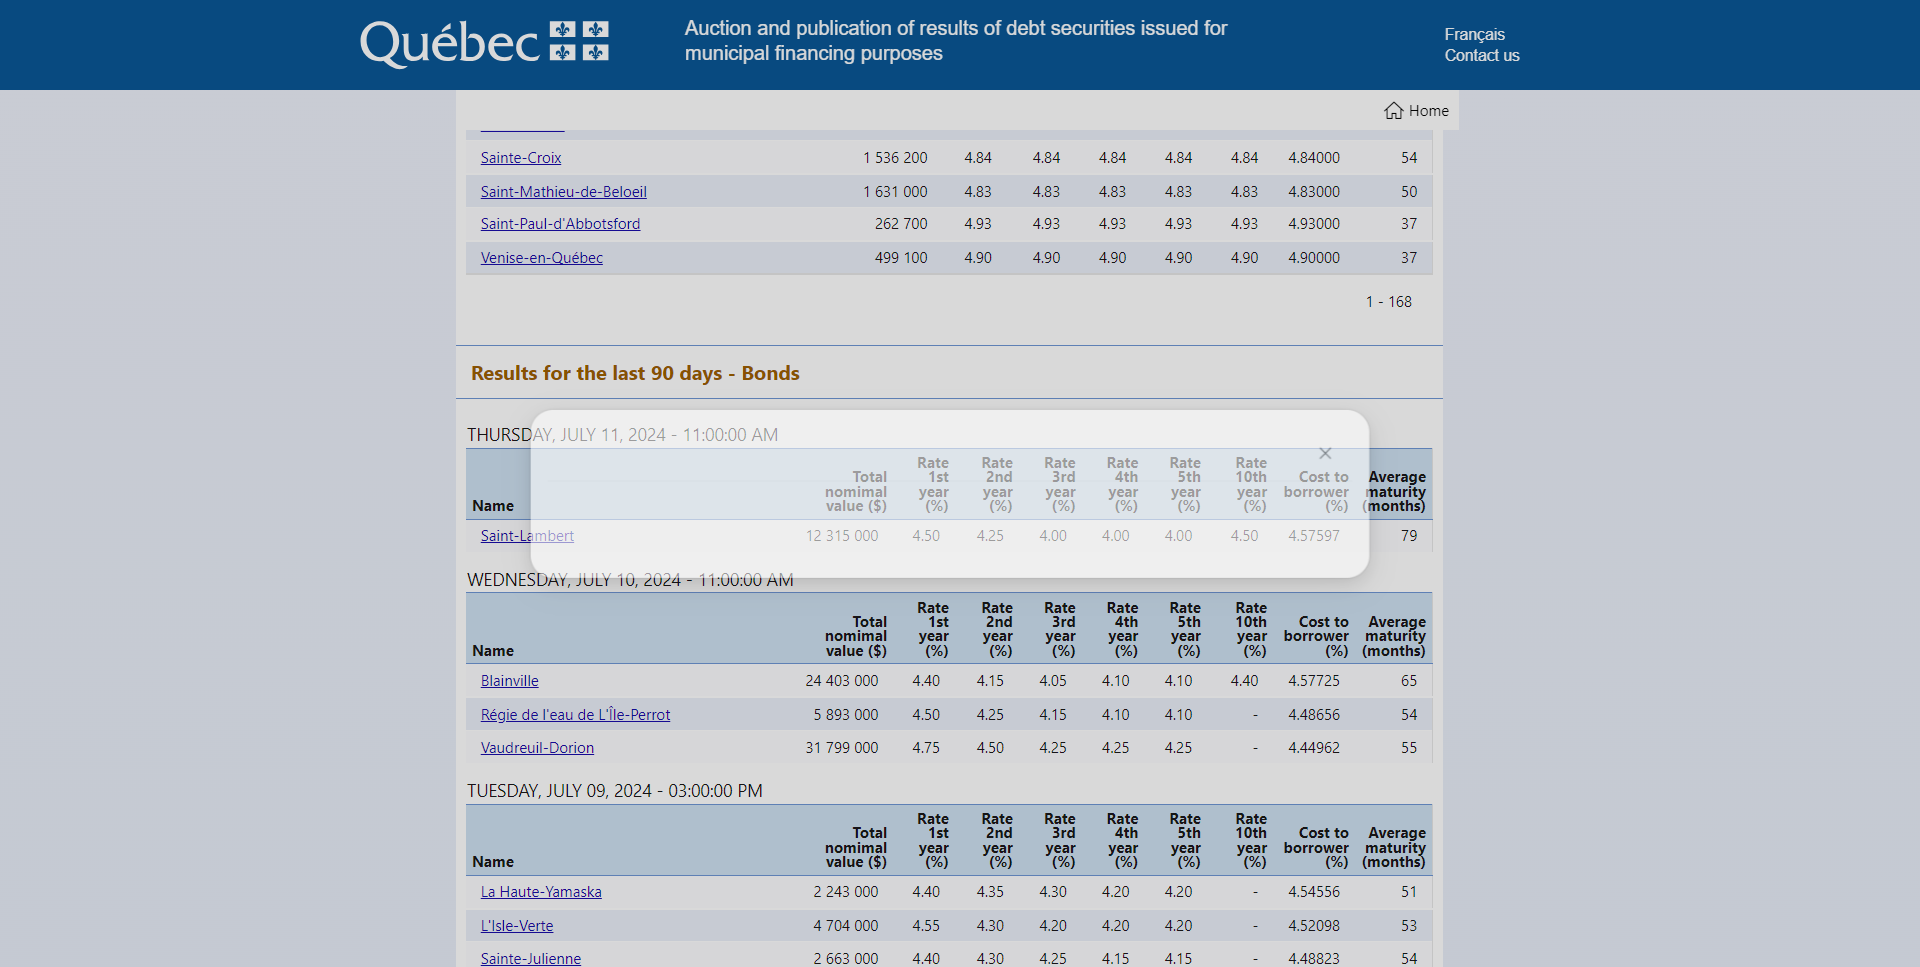 Québec
Auction and publication of results of debt securities issued for
municipal financing purposes
Français
Contact us
Home
Sainte-Croix 1 536 200 4.84 4.84 4.84 4.84 4.84 4.84000 54
Saint-Mathieu-de-Beloeil 1 631 000 4.83 4.83 4.83 4.83 4.83 4.83000 50
Saint-Paul-d'Abbotsford 262 700 4.93 4.93 4.93 4.93 4.93 4.93000 37
Venise-en-Québec 499 100 4.90 4.90 4.90 4.90 4.90 4.90000 37
1 - 168
Results for the last 90 days - Bonds
THURSDAY, JULY 11, 2024 - 11:00:00 AM
Name Total nomimal value ($) Rate 1st year (%) Rate 2nd year (%) Rate 3rd year (%) Rate 4th year (%) Rate 5th year (%) Rate 10th year (%) Cost to borrower (%) Average maturity (months)
Saint-Lambert 12 315 000 4.50 4.25 4.00 4.00 4.00 4.50 4.57597 79
WEDNESDAY, JULY 10, 2024 - 11:00:00 AM
Name Total nomimal value ($) Rate 1st year (%) Rate 2nd year (%) Rate 3rd year (%) Rate 4th year (%) Rate 5th year (%) Rate 10th year (%) Cost to borrower (%) Average maturity (months)
Blainville 24 403 000 4.40 4.15 4.05 4.10 4.10 4.40 4.57725 65
Régie de l'eau de L'Île-Perrot 5 893 000 4.50 4.25 4.15 4.10 4.10 - 4.48656 54
Vaudreuil-Dorion 31 799 000 4.75 4.50 4.25 4.25 4.25 - 4.44962 55
TUESDAY, JULY 09, 2024 - 03:00:00 PM
Name Total nomimal value ($) Rate 1st year (%) Rate 2nd year (%) Rate 3rd year (%) Rate 4th year (%) Rate 5th year (%) Rate 10th year (%) Cost to borrower (%) Average maturity (months)
La Haute-Yamaska 2 243 000 4.40 4.35 4.30 4.20 4.20 - 4.54556 51
L'Isle-Verte 4 704 000 4.55 4.30 4.20 4.20 4.20 - 4.52098 53
Sainte-Julienne 2 663 000 4.40 4.30 4.25 4.15 4.15 - 4.48823 54